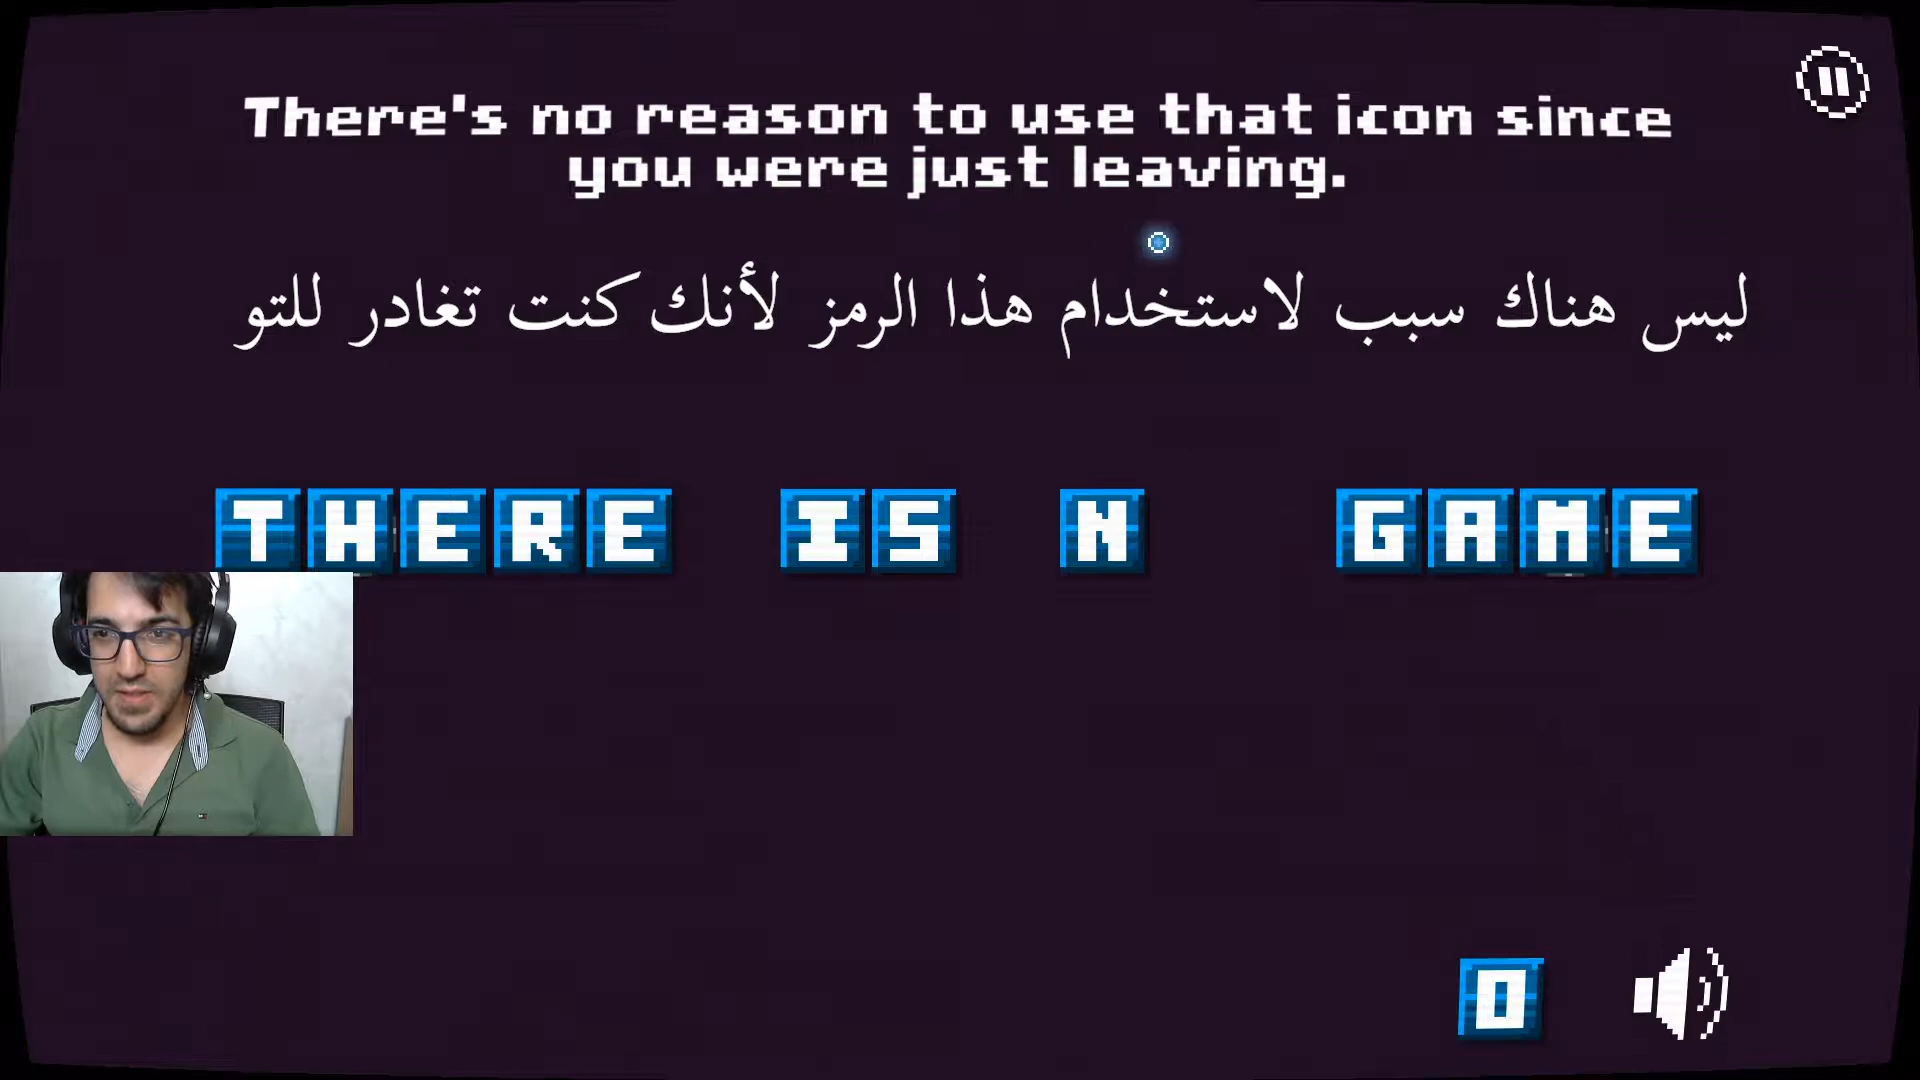 There's no reason to use that icon since
you were just leaving.
ليس هناك سبب لاستخدام هذا الرمز لأنك كنت تغادر للتو
THERE IS N GAME
O